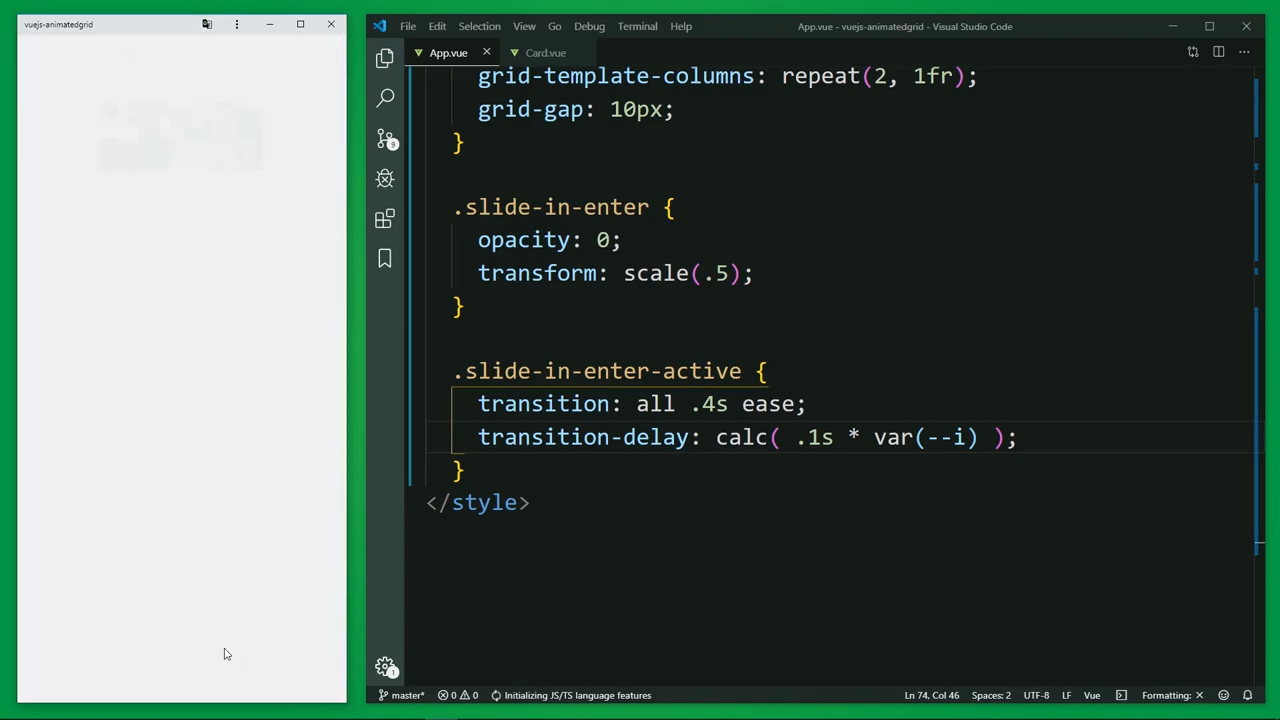 vuejs-animatedgrid
File Edit Selection View Go Debug Terminal Help
App.vue - vuejs-animatedgrid - Visual Studio Code
App.vue
Card.vue
grid-template-columns: repeat(2, 1fr);
grid-gap: 10px;
}
.slide-in-enter {
opacity: 0;
transform: scale(.5);
}
.slide-in-enter-active {
transition: all .4s ease;
transition-delay: calc( .1s * var(--i) );
}
</style>
9
1
master* 0 0 Initializing JS/TS language features
Ln 74, Col 46 Spaces: 2 UTF-8 LF Vue Formatting: ×